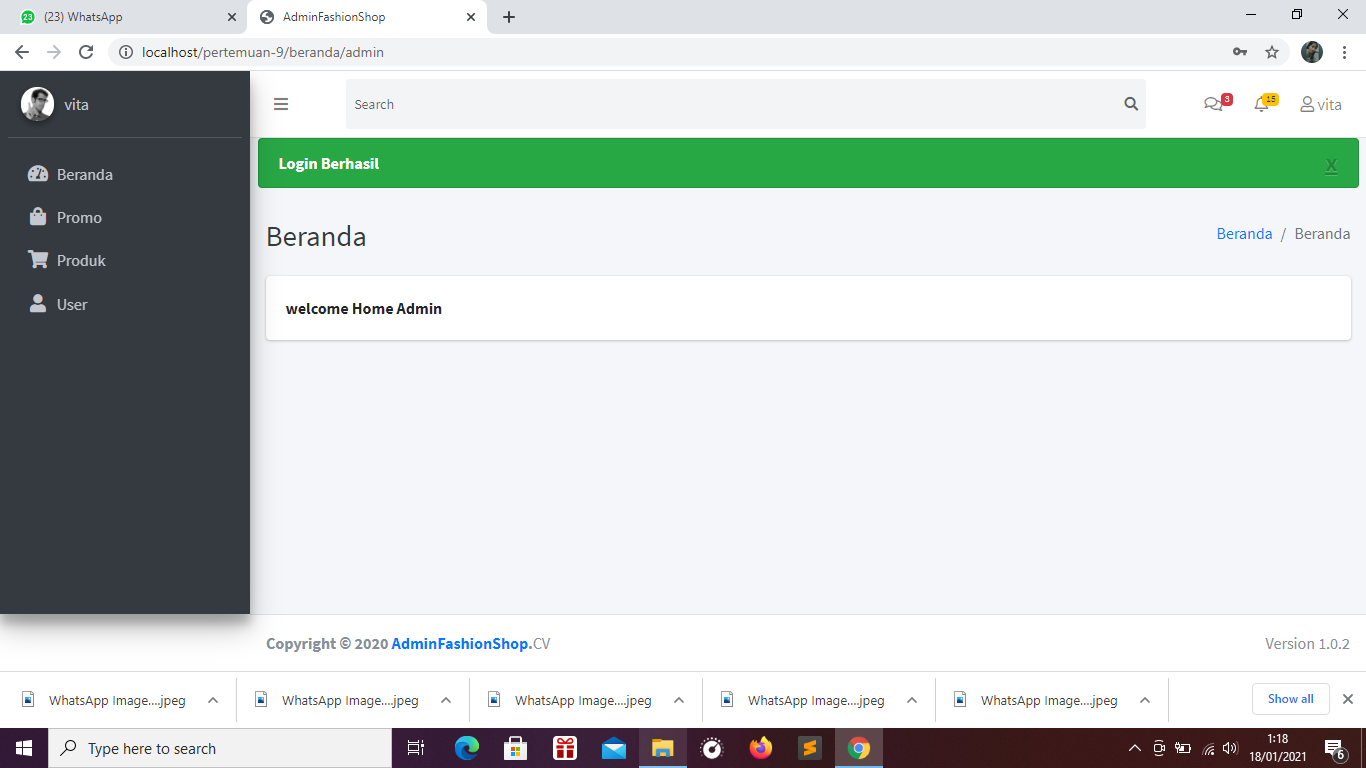 (23) WhatsApp
AdminFashionShop
localhost/pertemuan-9/beranda/admin
vita
Search
3
15
vita
Login Berhasil
X
Beranda
Promo
Produk
User
Beranda
Beranda / Beranda
welcome Home Admin
Copyright © 2020 AdminFashionShop.CV
Version 1.0.2
WhatsApp Image....jpeg
WhatsApp Image....jpeg
WhatsApp Image....jpeg
WhatsApp Image....jpeg
WhatsApp Image....jpeg
Show all
Type here to search
1:18
18/01/2021
6